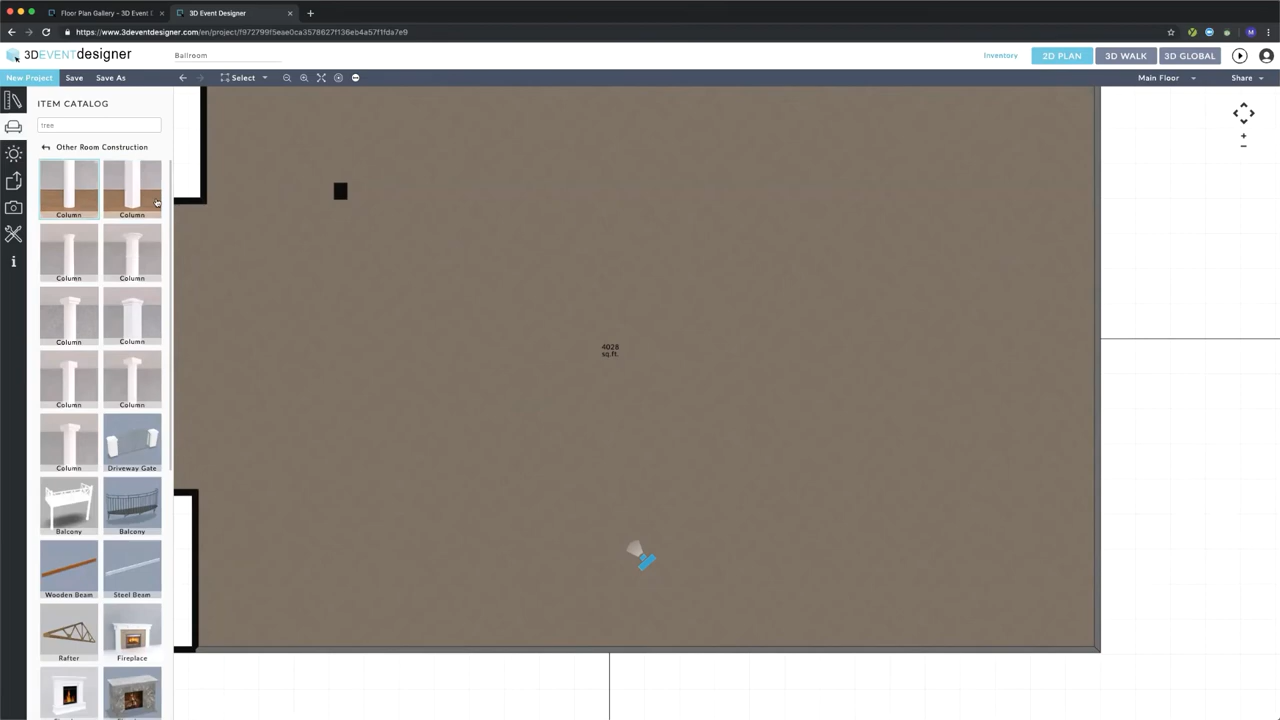 Floor Plan Gallery – 3D Event D
3D Event Designer
https://www.3deventdesigner.com/en/project/f972799f5eae0ca3578627f136eb4a57f1fda7e9
M
3DEVENTdesigner
Ballroom
Inventory
2D PLAN
3D WALK
3D GLOBAL
New Project
Save
Save As
Select
Main Floor
Share
ITEM CATALOG
tree
Other Room Construction
Column
Column
Column
Column
Column
Column
Column
Column
Column
Driveway Gate
Balcony
Balcony
Wooden Beam
Steel Beam
Rafter
Fireplace
4028
sq.ft.